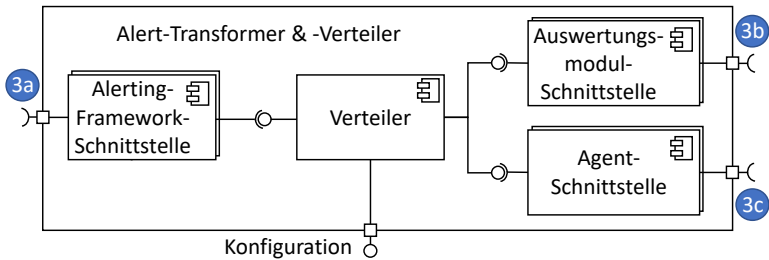 Alert-Transformer & -Verteiler
3a
Alerting-
Framework-
Schnittstelle
Verteiler
Auswertungs-
modul-
Schnittstelle
3b
Agent-
Schnittstelle
3c
Konfiguration